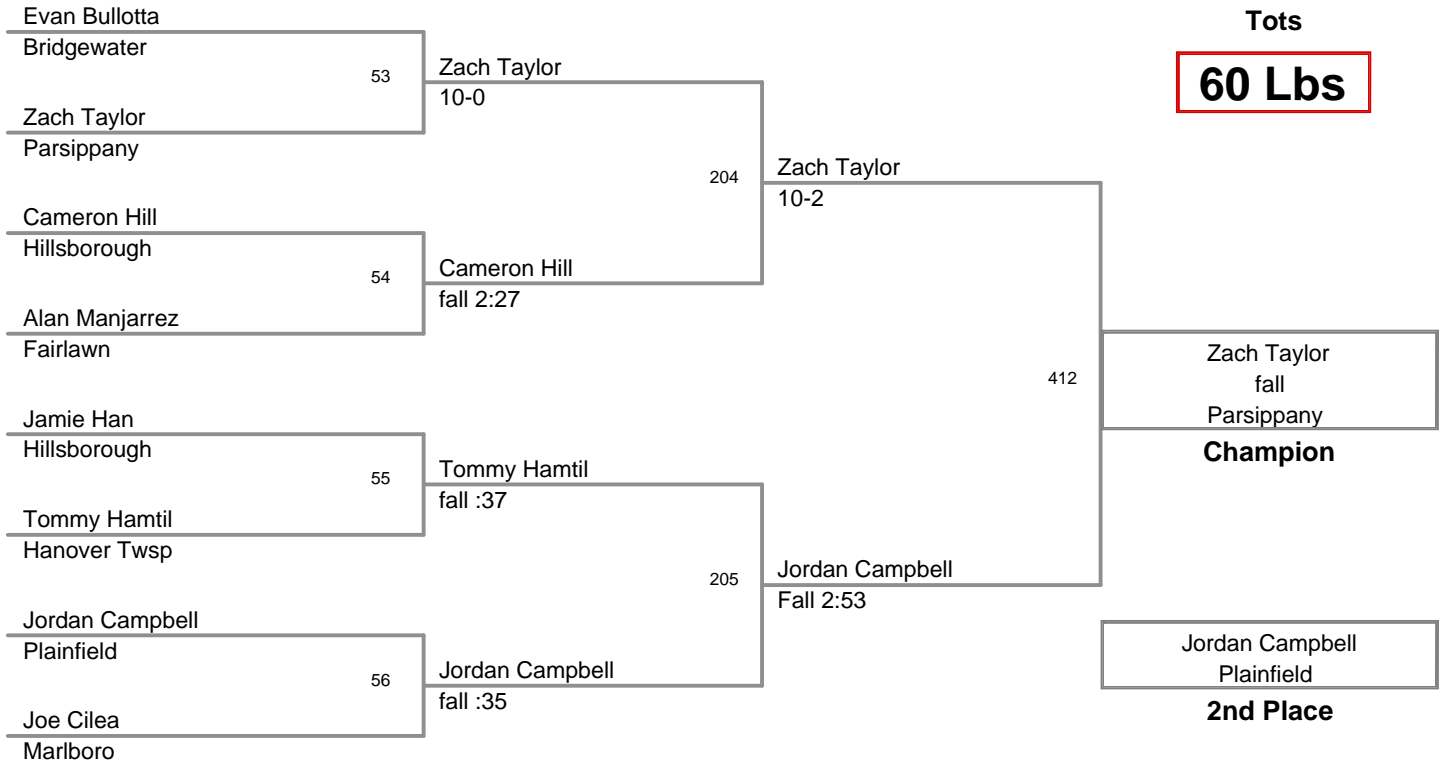 Evan Bullotta
Bridgewater
53
Zach Taylor
Parsippany
Cameron Hill
Hillsborough
54
Alan Manjarrez
Fairlawn
Jamie Han
Hillsborough
55
Tommy Hamtil
Hanover Twsp
Jordan Campbell
Plainfield
56
Joe Cilea
Marlboro
Zach Taylor
10-0
204
Cameron Hill
fall 2:27
Tommy Hamtil
fall :37
205
Jordan Campbell
fall :35
Zach Taylor
10-2
412
Jordan Campbell
Fall 2:53
Tots
60 Lbs
Zach Taylor
fall
Parsippany
Champion
Jordan Campbell
Plainfield
2nd Place